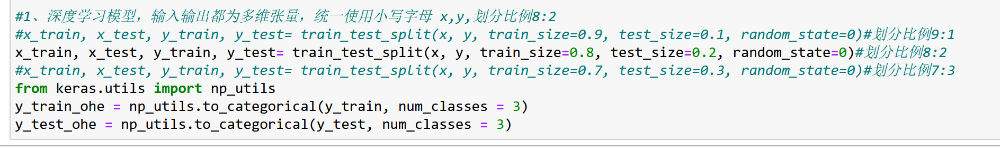 #1、深度学习模型，输入输出都为多维张量，统一使用小写字母 x,y,划分比例8:2
#x_train, x_test, y_train, y_test= train_test_split(x, y, train_size=0.9, test_size=0.1, random_state=0)#划分比例9:1
x_train, x_test, y_train, y_test= train_test_split(x, y, train_size=0.8, test_size=0.2, random_state=0)#划分比例8:2
#x_train, x_test, y_train, y_test= train_test_split(x, y, train_size=0.7, test_size=0.3, random_state=0)#划分比例7:3
from keras.utils import np_utils
y_train_ohe = np_utils.to_categorical(y_train, num_classes = 3)
y_test_ohe = np_utils.to_categorical(y_test, num_classes = 3)